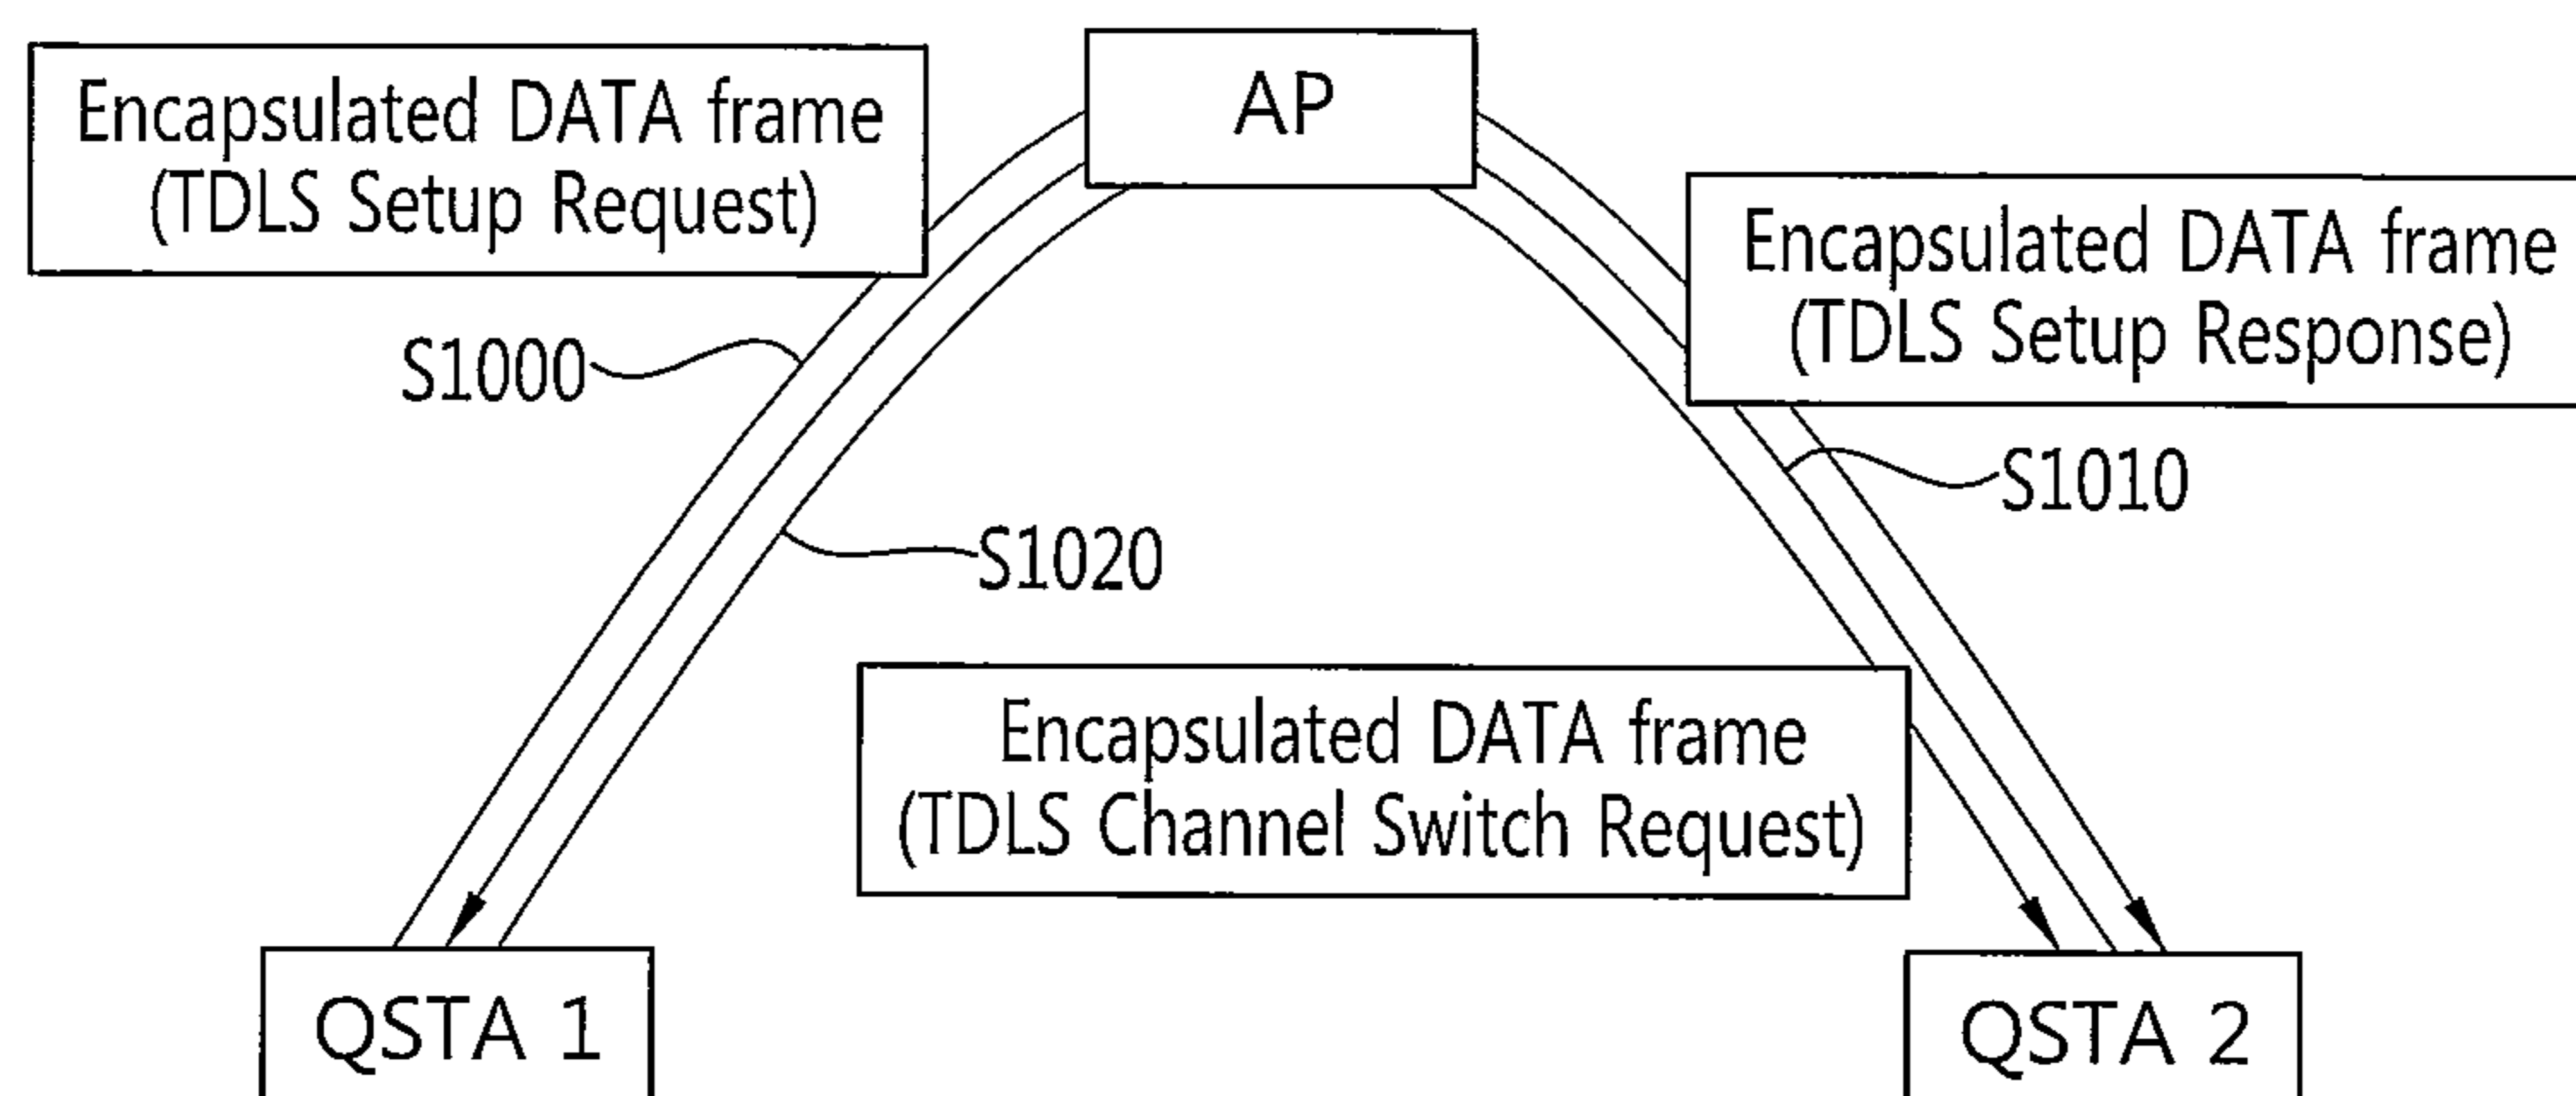 AP
Encapsulated DATA frame
(TDLS Setup Request)
Encapsulated DATA frame
(TDLS Setup Response)
S1000
S1010
S1020
Encapsulated DATA frame
(TDLS Channel Switch Request)
QSTA 1
QSTA 2